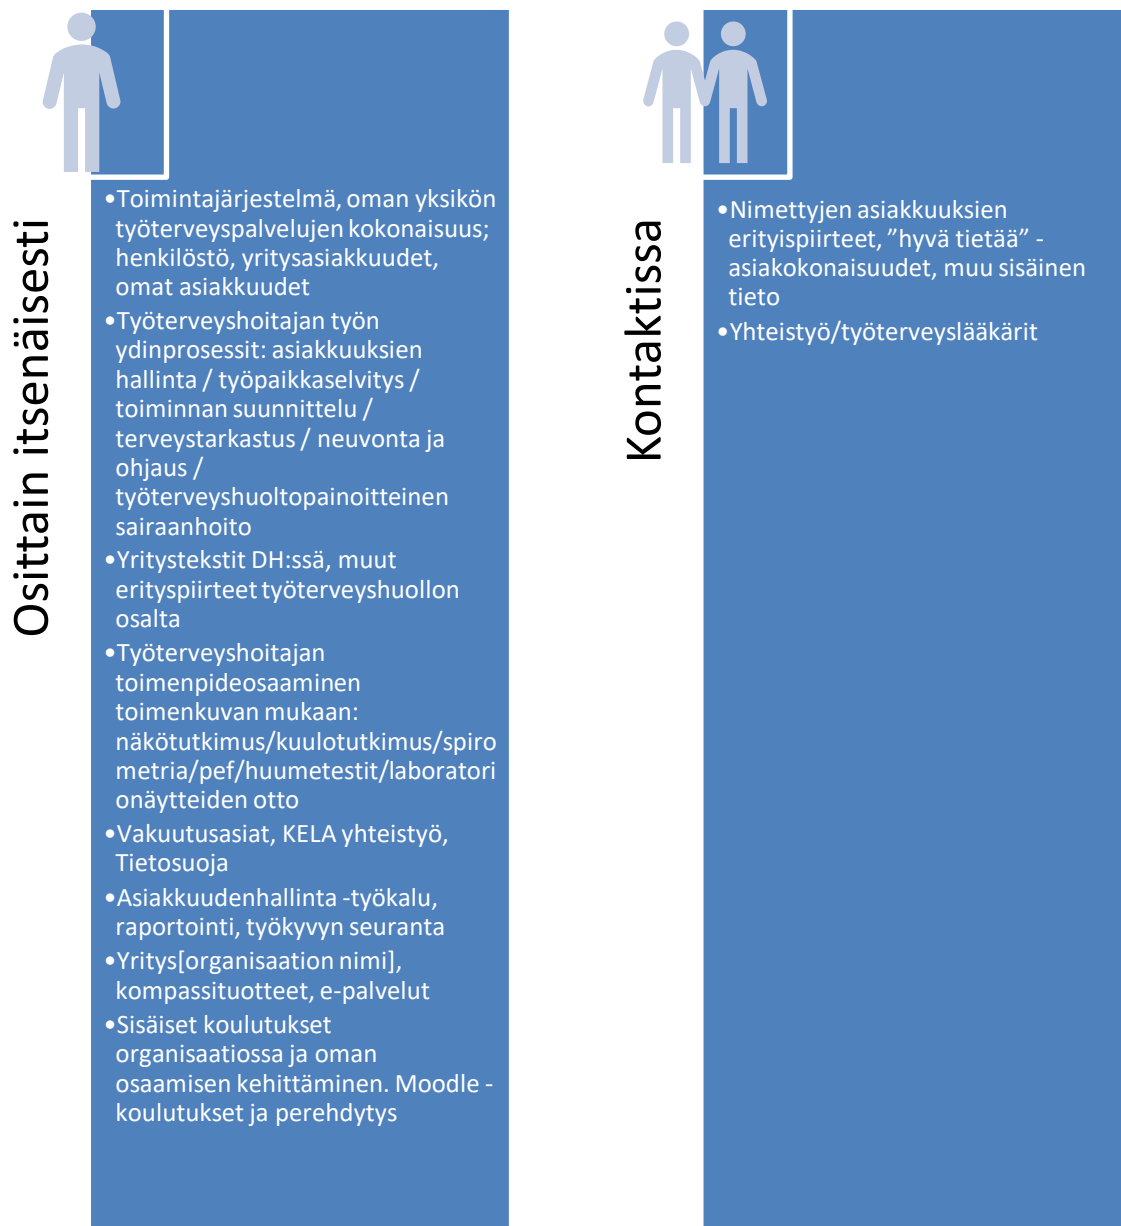 Osittain itsenäisesti
•Toimintajärjestelmä, oman yksikön
työterveyspalvelujen kokonaisuus;
henkilöstö, yritysasiakkuudet,
omat asiakkuudet
•Työterveyshoitajan työn
ydinprosessit: asiakkuuksien
hallinta / työpaikkaselvitys /
toiminnan suunnittelu /
terveystarkastus / neuvonta ja
ohjaus /
työterveyshuoltopainoitteinen
sairaanhoito
•Yritystekstit DH:ssä, muut
erityspiirteet työterveyshuollon
osalta
•Työterveyshoitajan
toimenpideosaaminen
toimenkuvan mukaan:
näkötutkimus/kuulotutkimus/spiro
metria/pef/huumetestit/laboratori
onäytteiden otto
•Vakuutusasiat, KELA yhteistyö,
Tietosuoja
•Asiakkuudenhallinta -työkalu,
raportointi, työkyvyn seuranta
•Yritys[organisaation nimi],
kompassituotteet, e-palvelut
•Sisäiset koulutukset
organisaatiossa ja oman
osaamisen kehittäminen. Moodle -
koulutukset ja perehdytys
Kontaktissa
•Nimettyjen asiakkuuksien
erityispiirteet, ”hyvä tietää” -
asiakokonaisuudet, muu sisäinen
tieto
•Yhteistyö/työterveyslääkärit